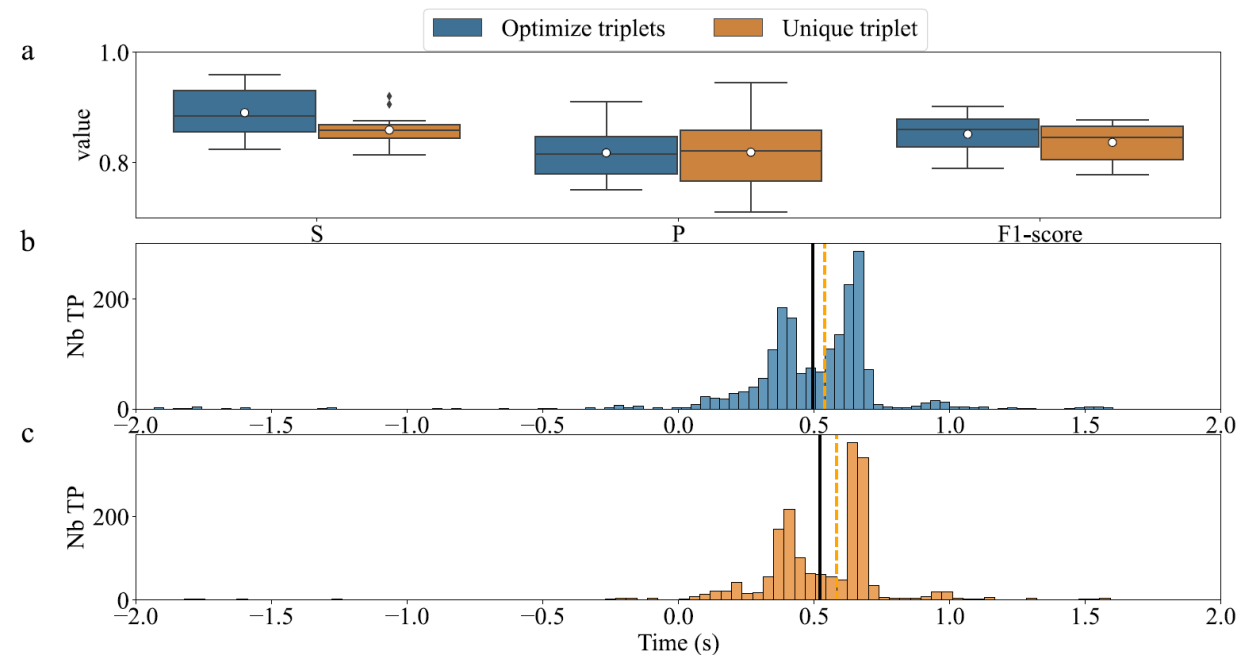 Optimize triplets Unique triplet
a
1.0
value
0.8
S P F1-score
b
Nb TP
200
0
−2.0 −1.5 −1.0 −0.5 0.0 0.5 1.0 1.5 2.0
c
Nb TP
200
0
−2.0 −1.5 −1.0 −0.5 0.0 0.5 1.0 1.5 2.0
Time (s)